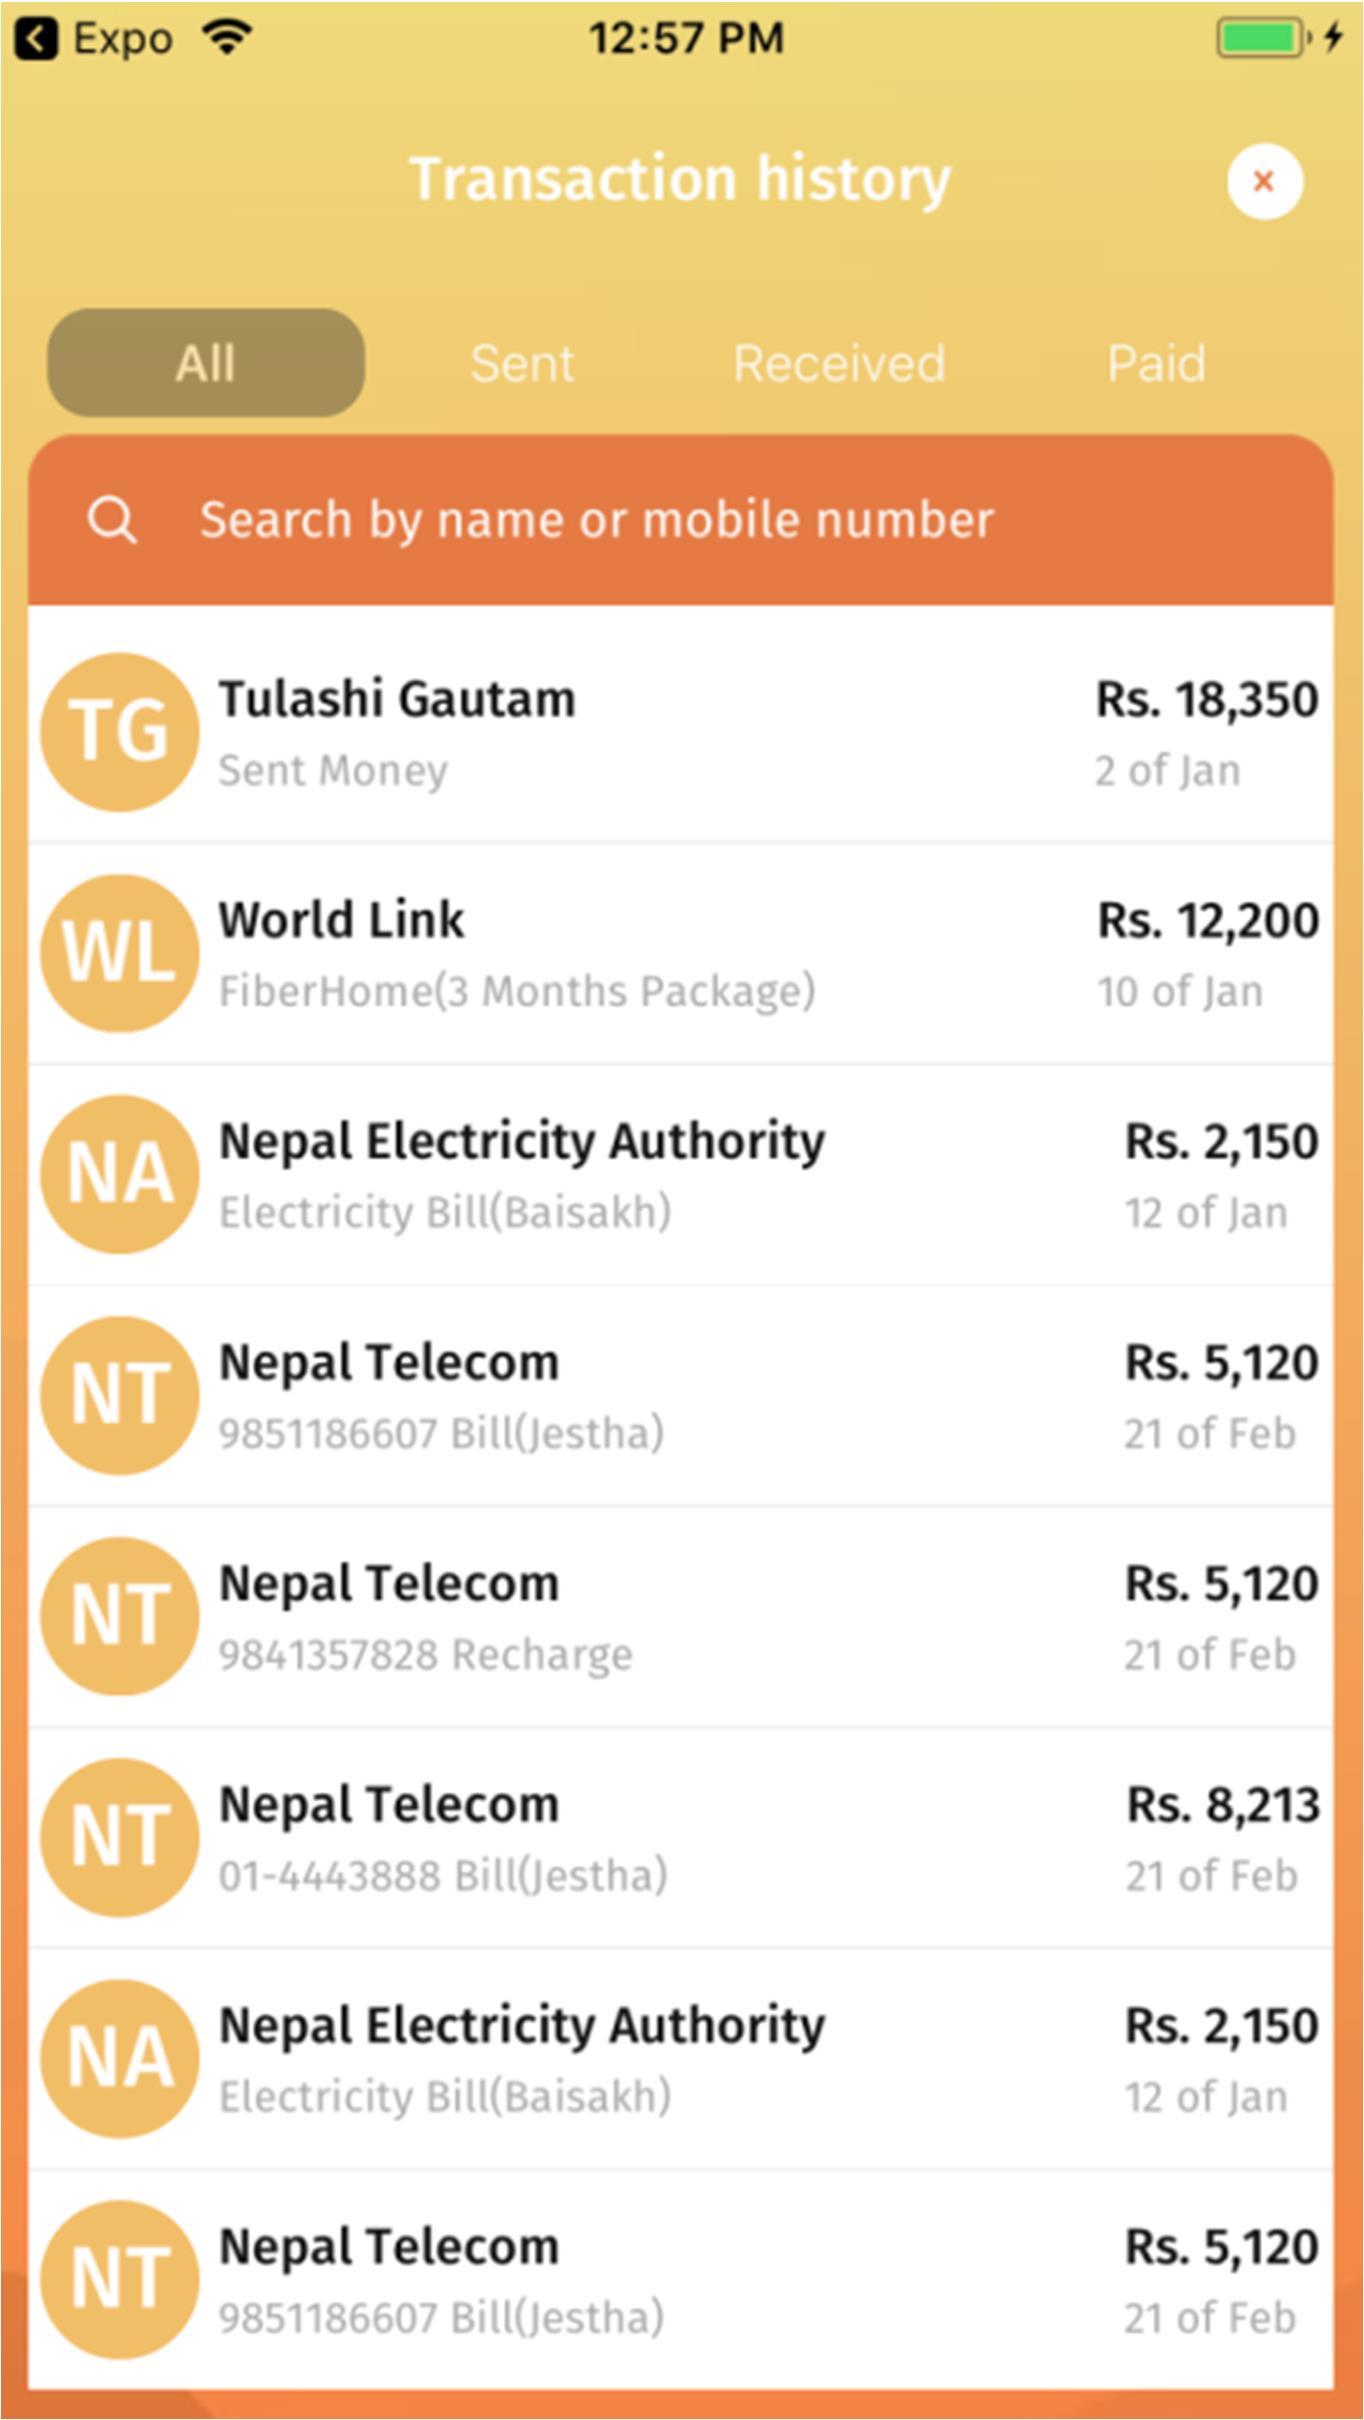 Expo 12:57 PM
Transaction history ×
All Sent Received Paid
Search by name or mobile number
TG Tulashi Gautam Rs. 18,350
Sent Money 2 of Jan
WL World Link Rs. 12,200
FiberHome(3 Months Package) 10 of Jan
NA Nepal Electricity Authority Rs. 2,150
Electricity Bill(Baisakh) 12 of Jan
NT Nepal Telecom Rs. 5,120
9851186607 Bill(Jestha) 21 of Feb
NT Nepal Telecom Rs. 5,120
9841357828 Recharge 21 of Feb
NT Nepal Telecom Rs. 8,213
01-4443888 Bill(Jestha) 21 of Feb
NA Nepal Electricity Authority Rs. 2,150
Electricity Bill(Baisakh) 12 of Jan
NT Nepal Telecom Rs. 5,120
9851186607 Bill(Jestha) 21 of Feb